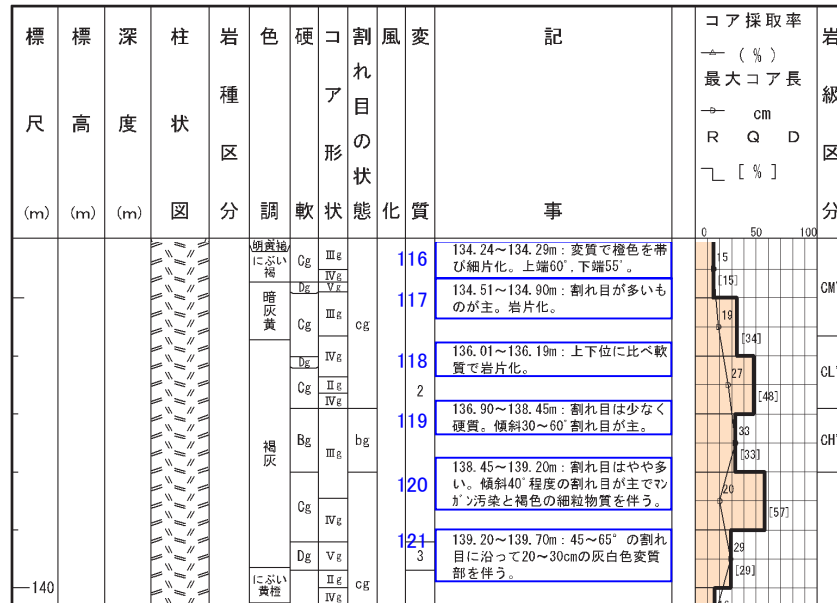 標尺(m)
標高(m)
深度(m)
柱状図
岩種区分
色調
硬軟
コア形状
割れ目の状態
風化
変質
記事
コア採取率
(%)
最大コア長
cm
R Q D
[%]
0 50 100
岩級区分
明黄褐
にぶい褐
暗灰黄
褐灰
にぶい黄橙
Cg
Dg
Cg
Dg
Cg
Bg
Cg
Dg
Ⅲg
Ⅳg
Ⅴg
Ⅲg
Ⅳg
Ⅱg
Ⅳg
Ⅲg
Ⅳg
Ⅴg
Ⅱg
Ⅳg
cg
bg
cg
2
3
116
134.24~134.29m:変質で橙色を帯
び細片化。上端60°,下端55°。
117
134.51~134.90m:割れ目が多いも
のが主。岩片化。
118
136.01~136.19m:上下位に比べ軟
質で岩片化。
119
136.90~138.45m:割れ目は少なく
硬質。傾斜30~60°割れ目が主。
120
138.45~139.20m:割れ目はやや多
い。傾斜40°程度の割れ目が主でマン
ガン汚染と褐色の細粒物質を伴う。
121
139.20~139.70m:45~65°の割れ
目に沿って20~30cmの灰白色変質
部を伴う。
15
[15]
19
[34]
27
[48]
33
[33]
20
[57]
29
[29]
CM'
CL'
CH'
140